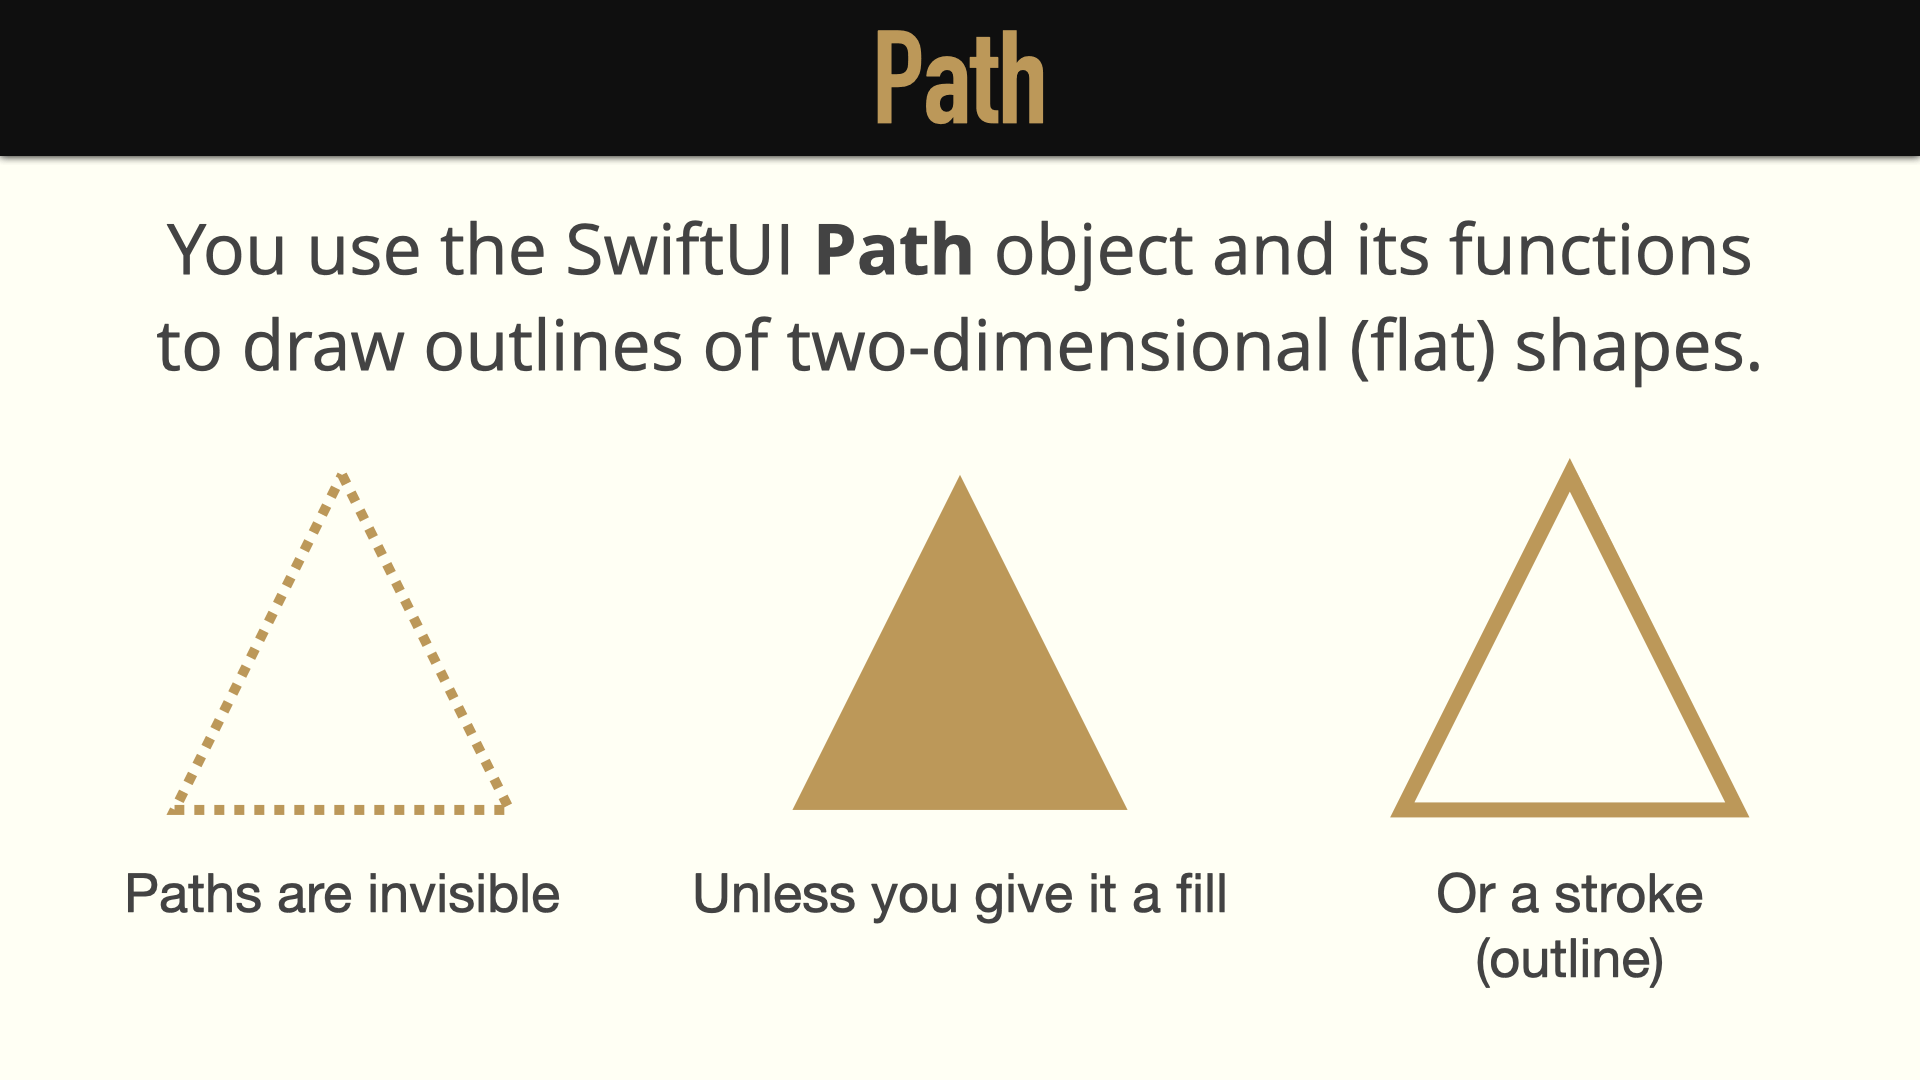 Path
You use the SwiftUI Path object and its functions
to draw outlines of two-dimensional (flat) shapes.
Paths are invisible
Unless you give it a fill
Or a stroke
(outline)